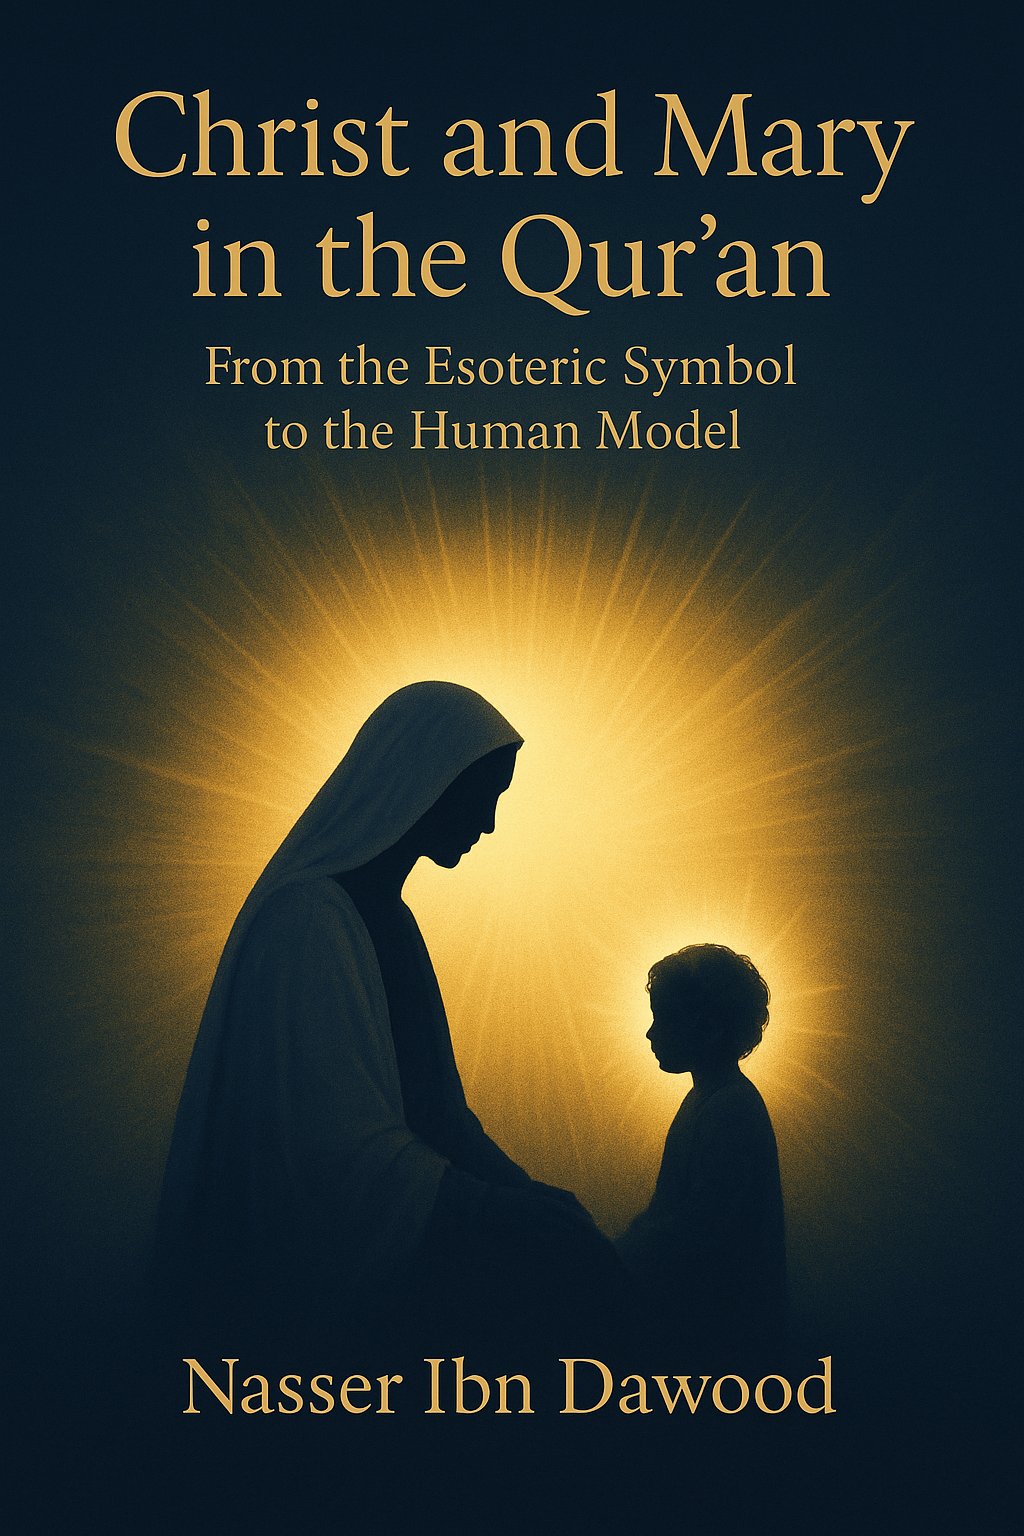 Christ and Mary
in the Qur’an
From the Esoteric Symbol
to the Human Model
Nasser Ibn Dawood